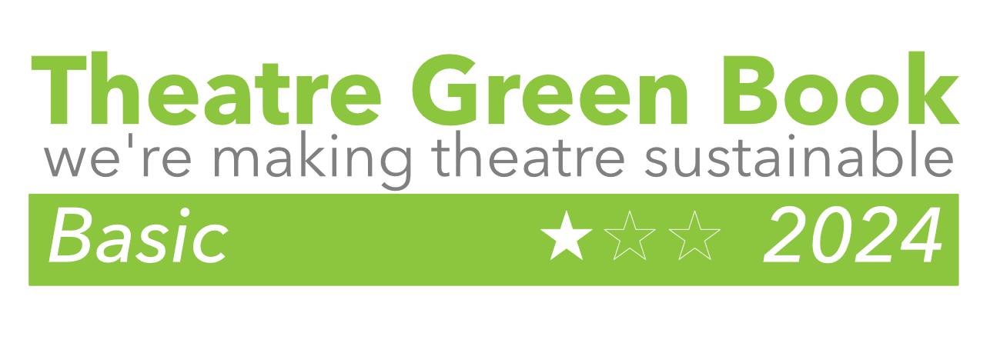 Theatre Green Book
we're making theatre sustainable
Basic ★☆☆ 2024